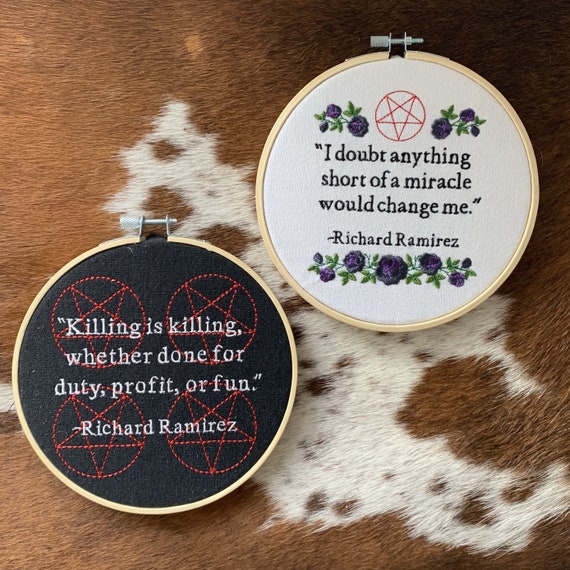 "I doubt anything
short of a miracle
would change me."
-Richard Ramirez
"Killing is killing,
whether done for
duty, profit, or fun."
-Richard Ramirez